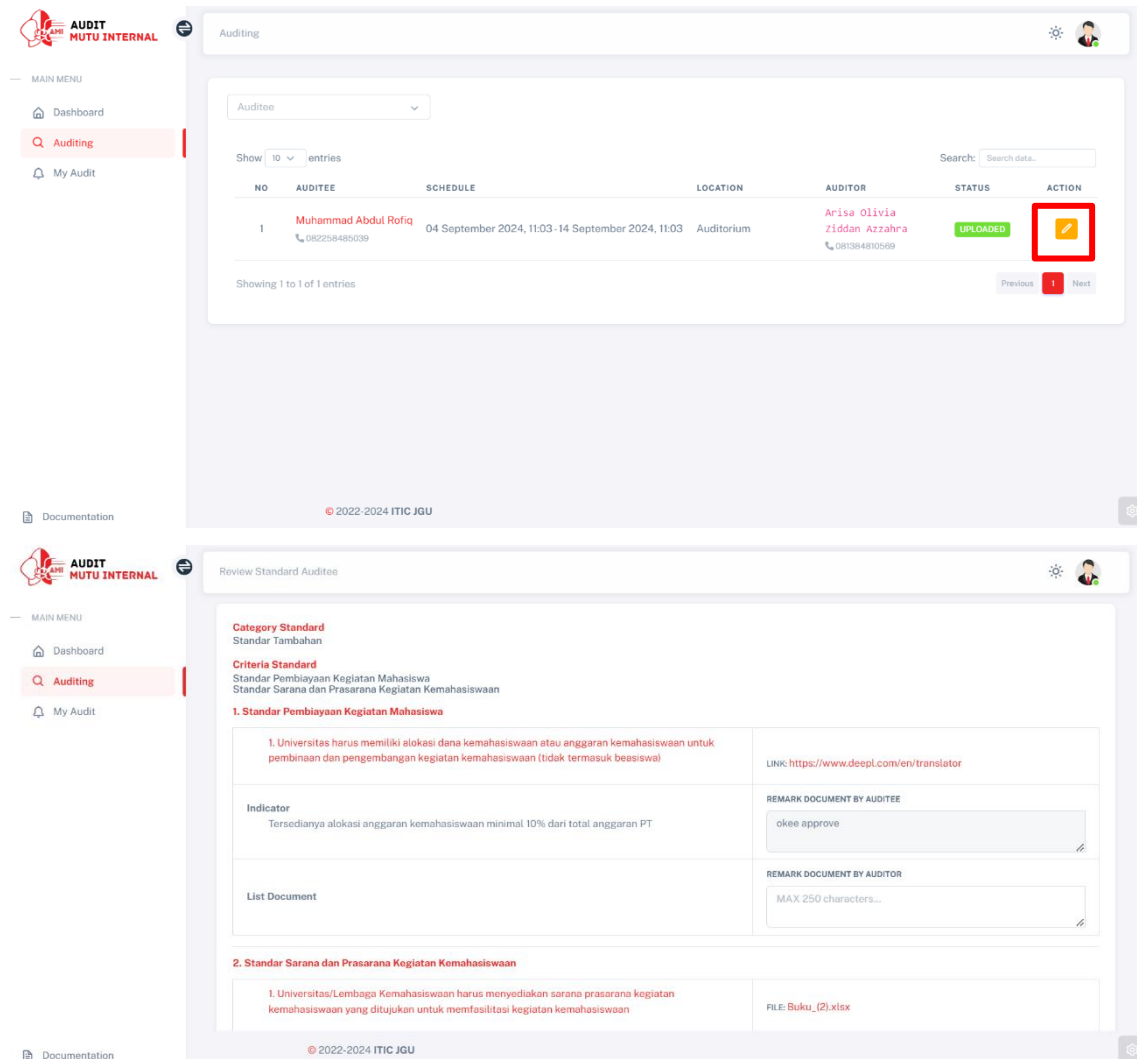 AUDIT
MUTU INTERNAL
AMI
Auditing
MAIN MENU
Dashboard
Auditing
My Audit
Auditee
Show 10 entries
Search: Search data..
NO AUDITEE SCHEDULE LOCATION AUDITOR STATUS ACTION
1 Muhammad Abdul Rofiq 04 September 2024, 11:03 - 14 September 2024, 11:03 Auditorium Arisa Olivia UPLOADED
082258485039 Ziddan Azzahra
081384810569
Showing 1 to 1 of 1 entries
Previous 1 Next
Documentation
© 2022-2024 ITIC JGU
AUDIT
MUTU INTERNAL
AMI
Review Standard Auditee
MAIN MENU
Dashboard
Auditing
My Audit
Category Standard
Standar Tambahan
Criteria Standard
Standar Pembiayaan Kegiatan Mahasiswa
Standar Sarana dan Prasarana Kegiatan Kemahasiswaan
1. Standar Pembiayaan Kegiatan Mahasiswa
1. Universitas harus memiliki alokasi dana kemahasiswaan atau anggaran kemahasiswaan untuk
pembinaan dan pengembangan kegiatan kemahasiswaan (tidak termasuk beasiswa)
LINK: https://www.deepl.com/en/translator
Indicator
Tersedianya alokasi anggaran kemahasiswaan minimal 10% dari total anggaran PT
REMARK DOCUMENT BY AUDITEE
okee approve
List Document
REMARK DOCUMENT BY AUDITOR
MAX 250 characters...
2. Standar Sarana dan Prasarana Kegiatan Kemahasiswaan
1. Universitas/Lembaga Kemahasiswaan harus menyediakan sarana prasarana kegiatan
kemahasiswaan yang ditujukan untuk memfasilitasi kegiatan kemahasiswaan
FILE: Buku_(2).xlsx
Documentation
© 2022-2024 ITIC JGU